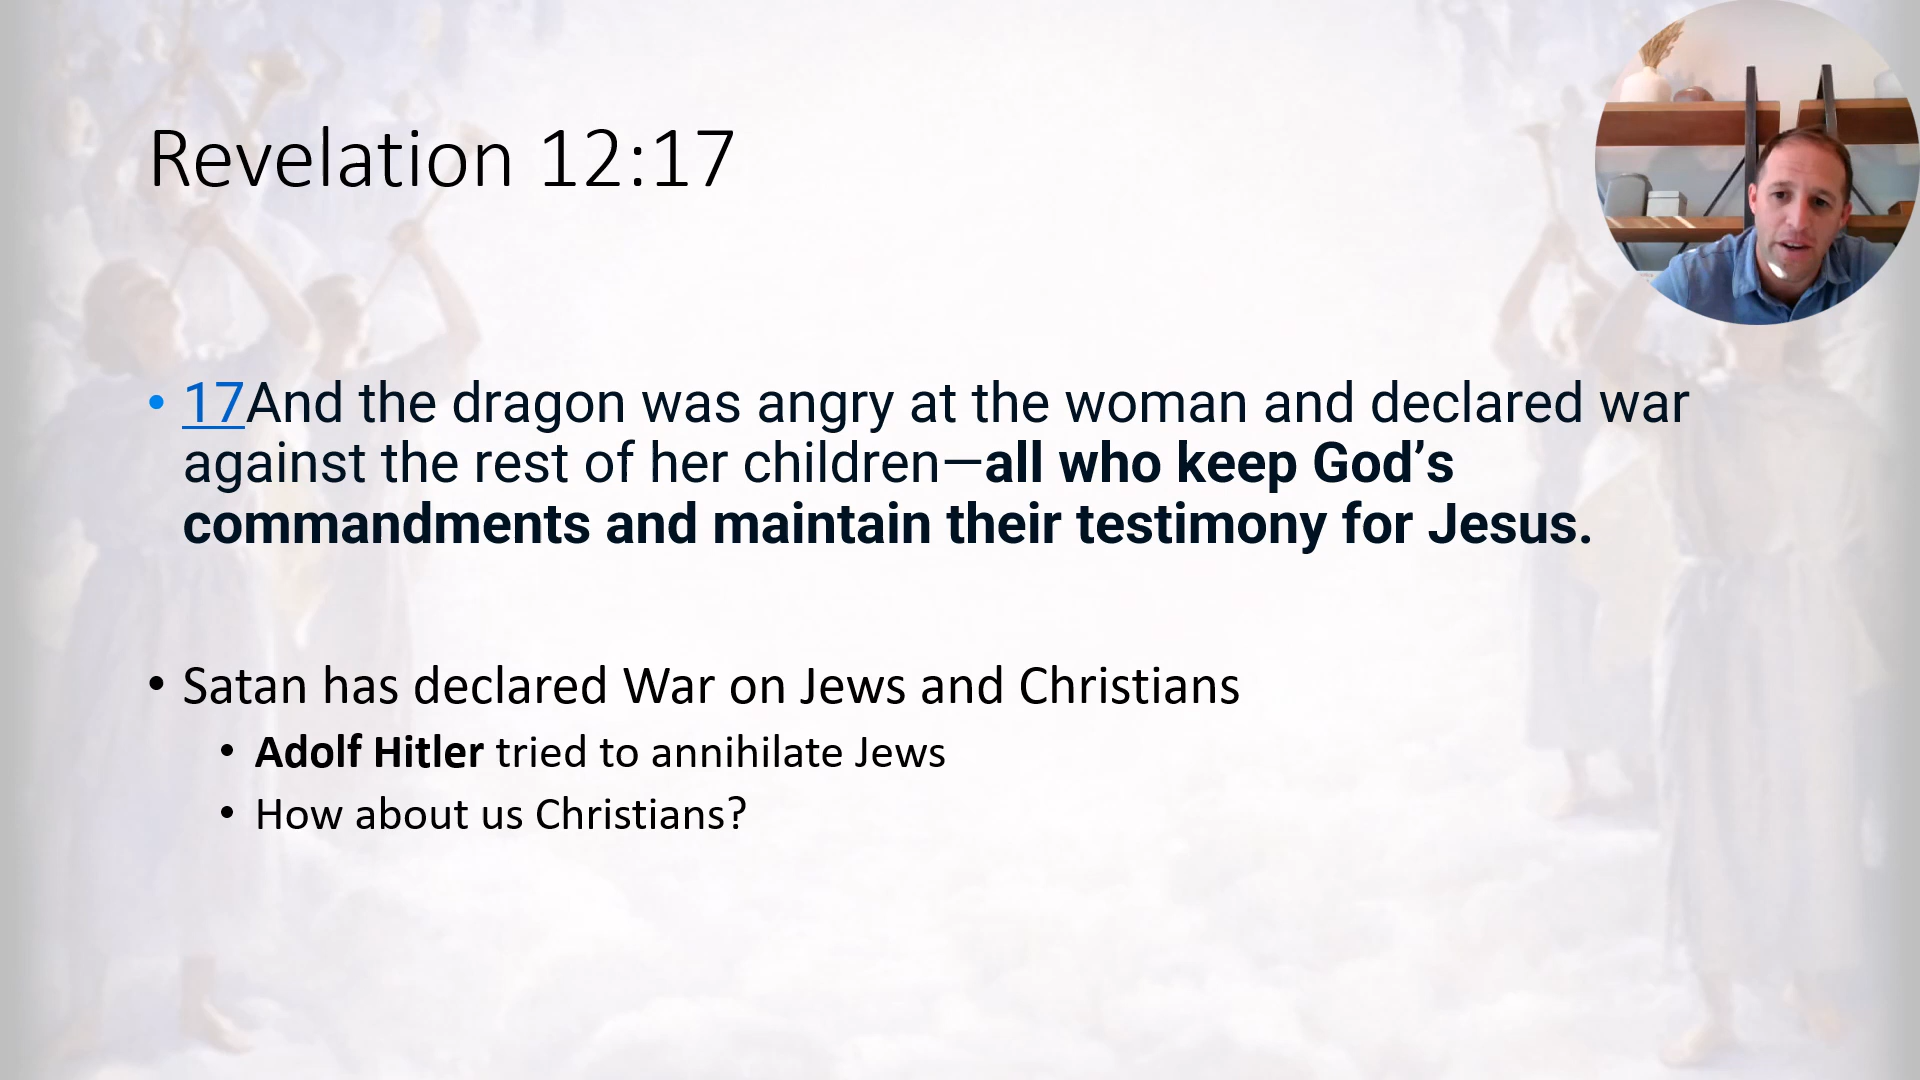 Revelation 12:17
• 17And the dragon was angry at the woman and declared war
against the rest of her children—all who keep God’s
commandments and maintain their testimony for Jesus.
• Satan has declared War on Jews and Christians
• Adolf Hitler tried to annihilate Jews
• How about us Christians?